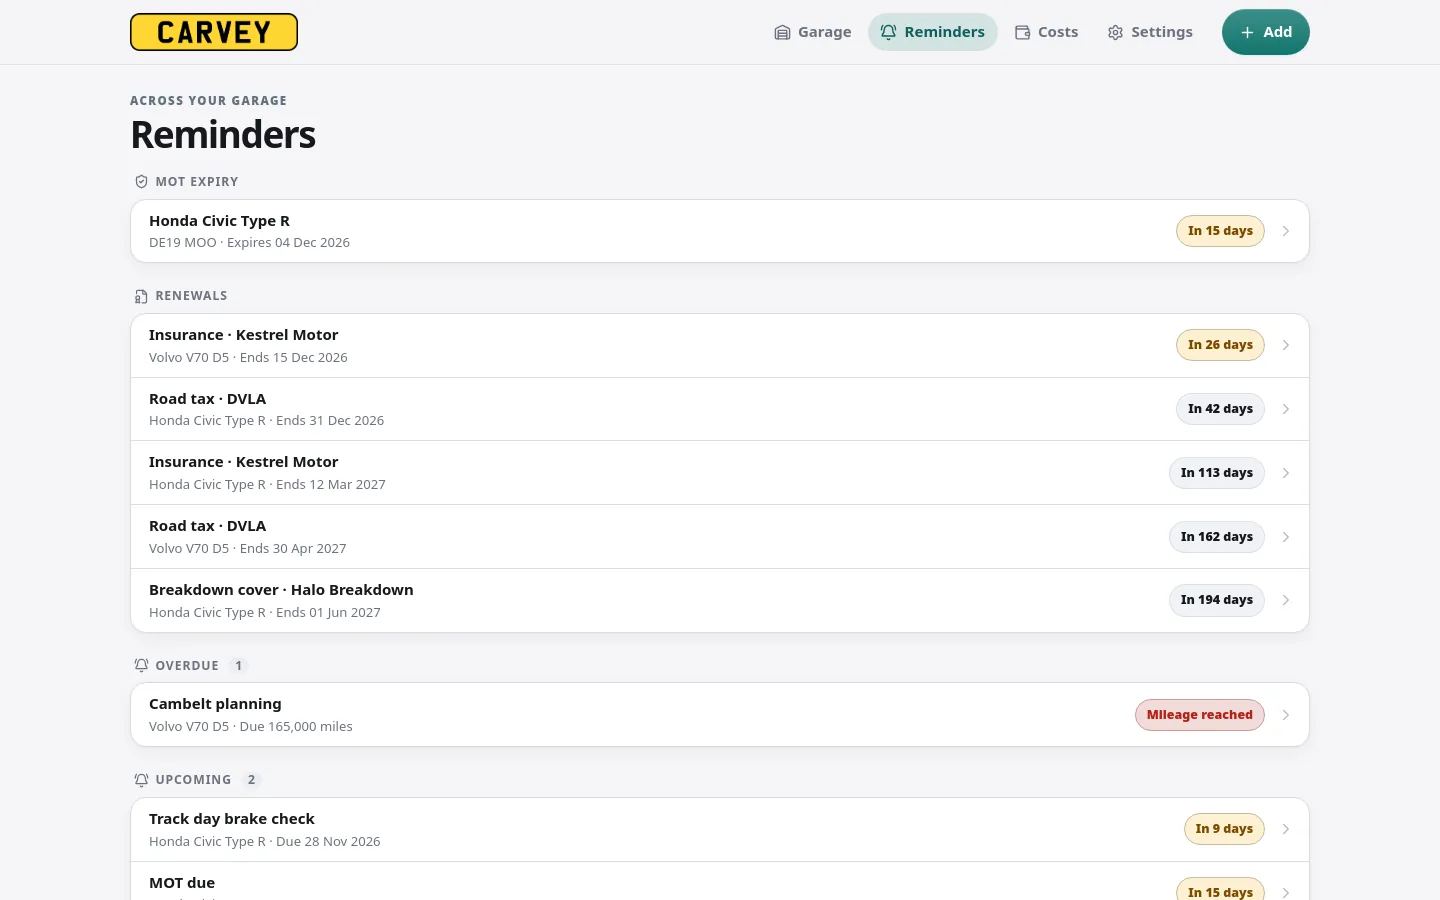 CARVEY
Garage
Reminders
Costs
Settings
Add
ACROSS YOUR GARAGE
Reminders
MOT EXPIRY
Honda Civic Type R
DE19 MOO · Expires 04 Dec 2026
In 15 days
RENEWALS
Insurance · Kestrel Motor
Volvo V70 D5 · Ends 15 Dec 2026
In 26 days
Road tax · DVLA
Honda Civic Type R · Ends 31 Dec 2026
In 42 days
Insurance · Kestrel Motor
Honda Civic Type R · Ends 12 Mar 2027
In 113 days
Road tax · DVLA
Volvo V70 D5 · Ends 30 Apr 2027
In 162 days
Breakdown cover · Halo Breakdown
Honda Civic Type R · Ends 01 Jun 2027
In 194 days
OVERDUE 1
Cambelt planning
Volvo V70 D5 · Due 165,000 miles
Mileage reached
UPCOMING 2
Track day brake check
Honda Civic Type R · Due 28 Nov 2026
In 9 days
MOT due
In 15 days